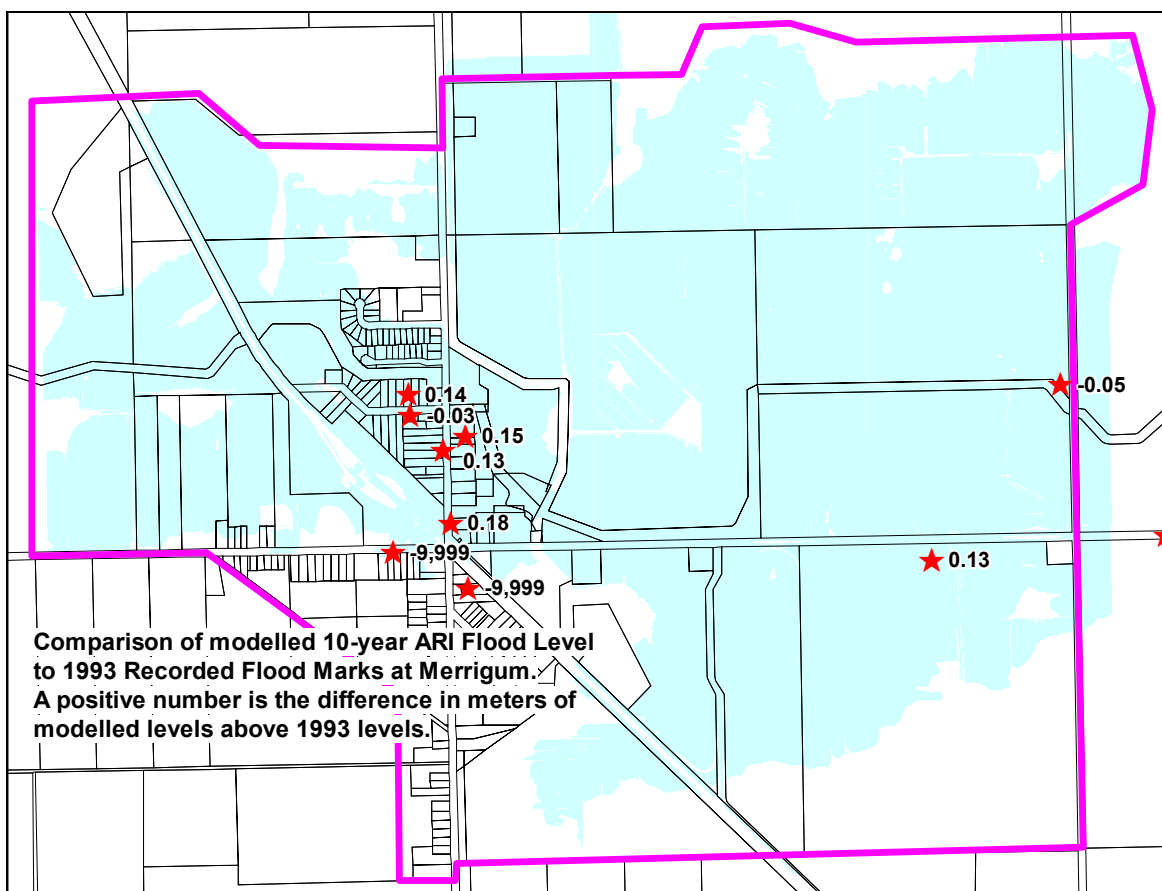 0.14
-0.03
-0.05
0.15
0.13
0.18
-9,999
0.13
-9,999
Comparison of modelled 10-year ARI Flood Level
to 1993 Recorded Flood Marks at Merrigum.
A positive number is the difference in meters of
modelled levels above 1993 levels.